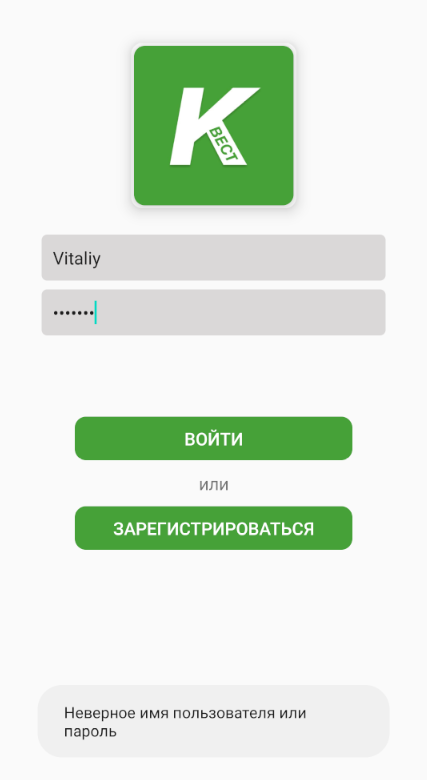 К
ВЕСТ
Vitaliy
•••••••
ВОЙТИ
или
ЗАРЕГИСТРИРОВАТЬСЯ
Неверное имя пользователя или
пароль